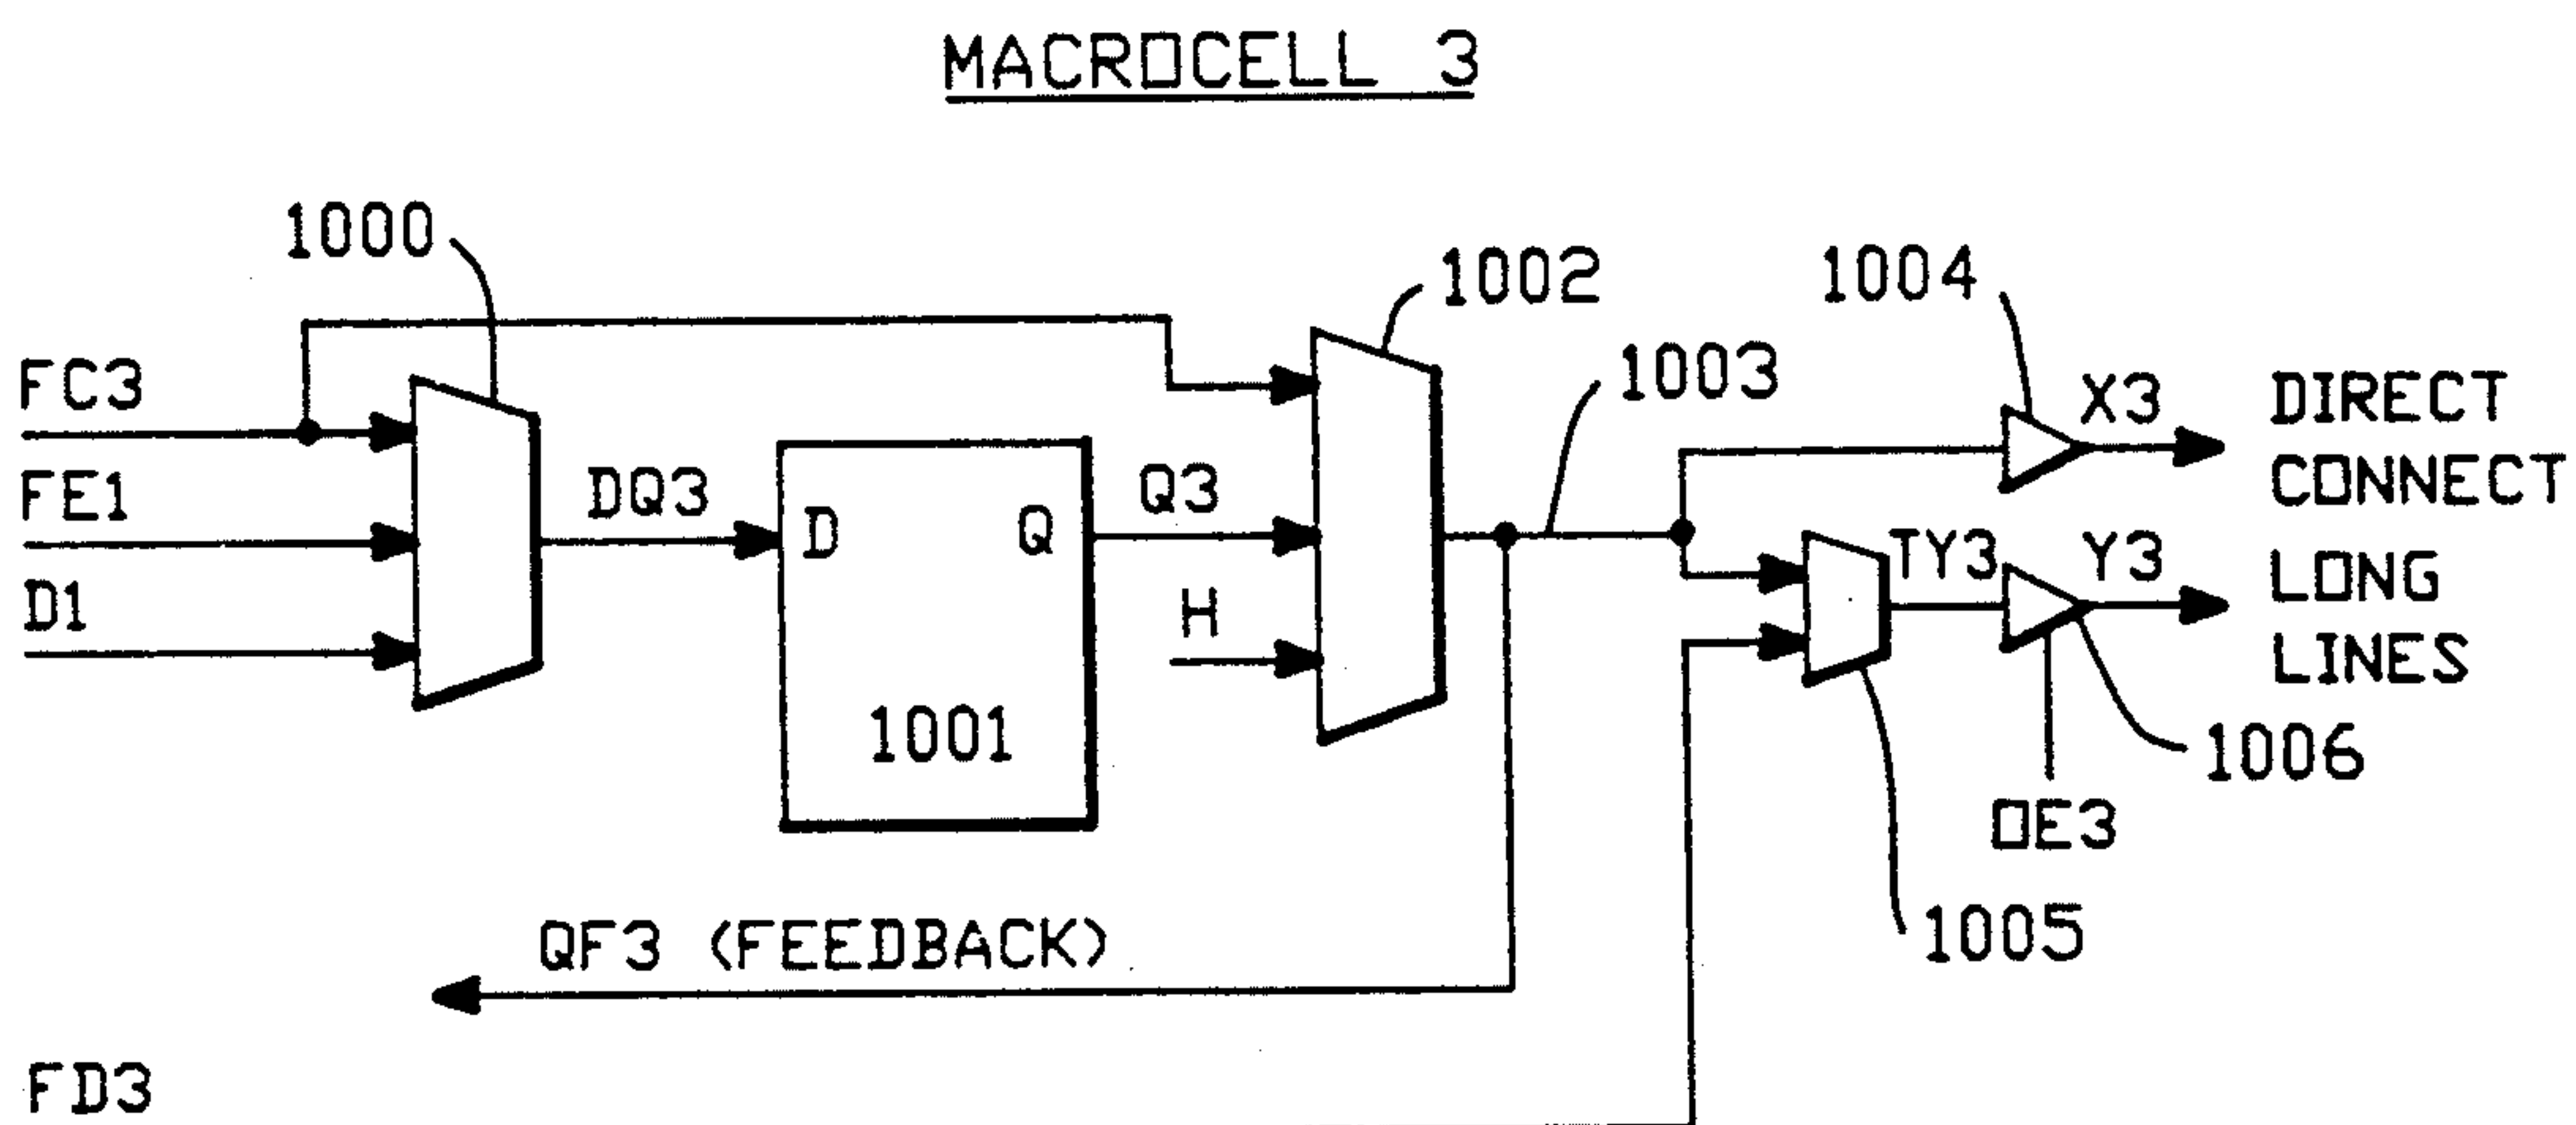 MACROCELL 3
1000
1002
1004
1003
FC3
X3
DIRECT
CONNECT
FE1
DQ3
Q3
D
Q
TY3
Y3
LONG
LINES
D1
H
1001
1006
OE3
1005
QF3 (FEEDBACK)
FD3